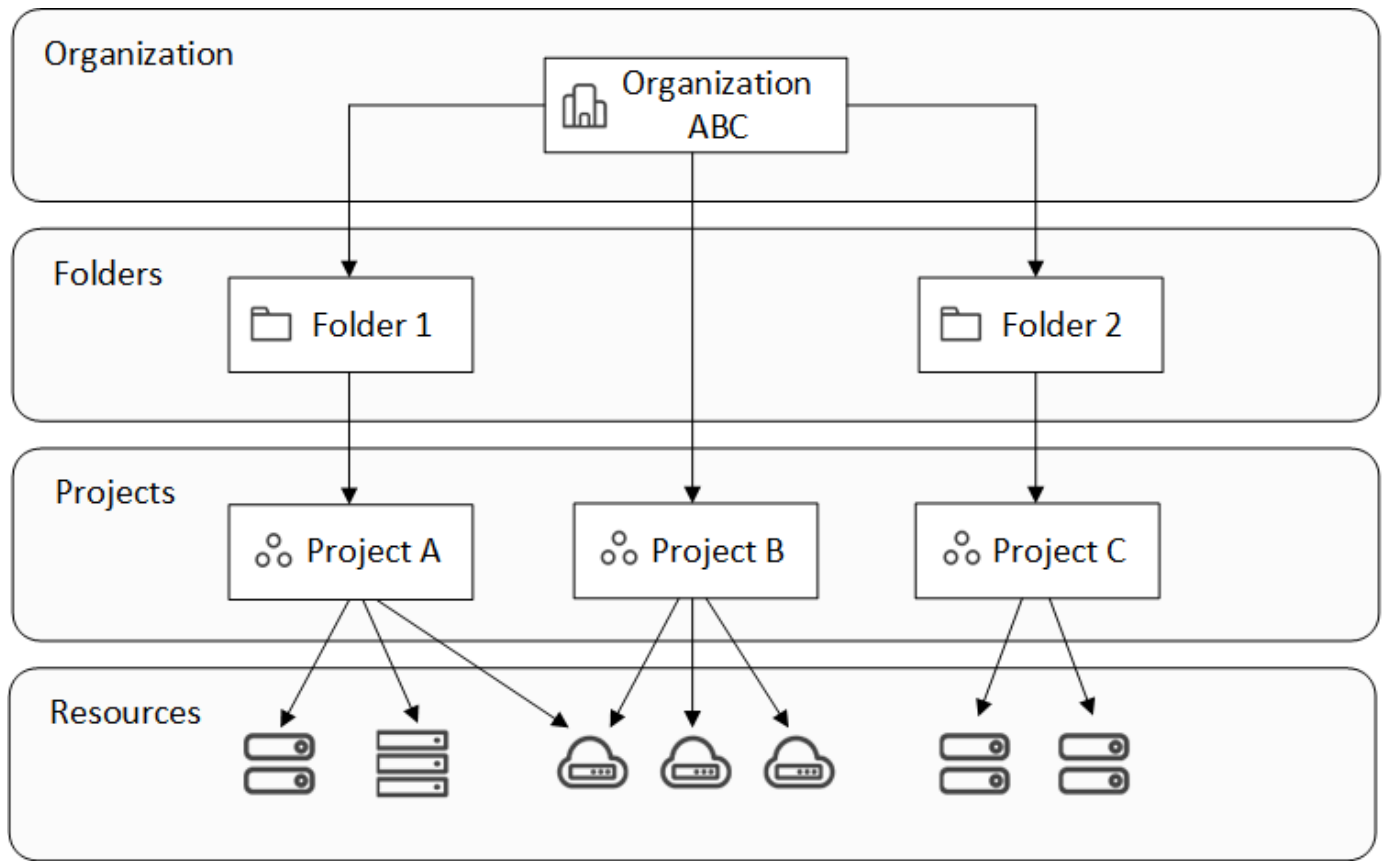 Organization
Organization
ABC
Folders
Folder 1
Folder 2
Projects
Project A
Project B
Project C
Resources